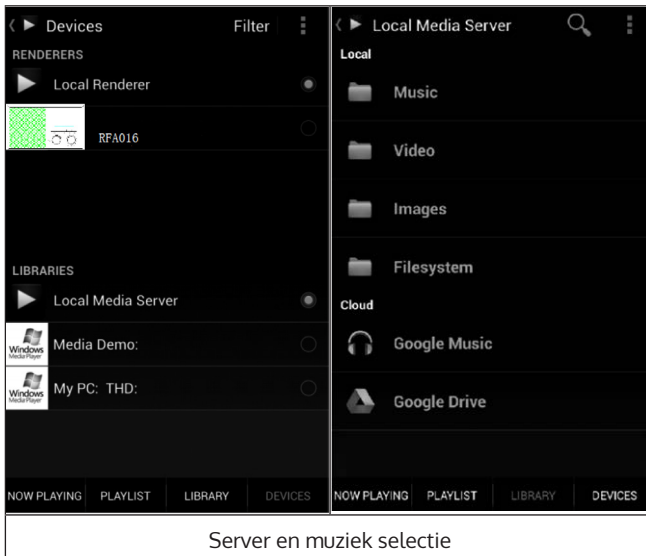 Devices
Filter
RENDERERS
Local Renderer
RFA016
LIBRARIES
Local Media Server
Windows
Media Player
Media Demo:
Windows
Media Player
My PC: THD:
NOW PLAYING PLAYLIST LIBRARY DEVICES
Local Media Server
Local
Music
Video
Images
Filesystem
Cloud
Google Music
Google Drive
NOW PLAYING PLAYLIST LIBRARY DEVICES
Server en muziek selectie